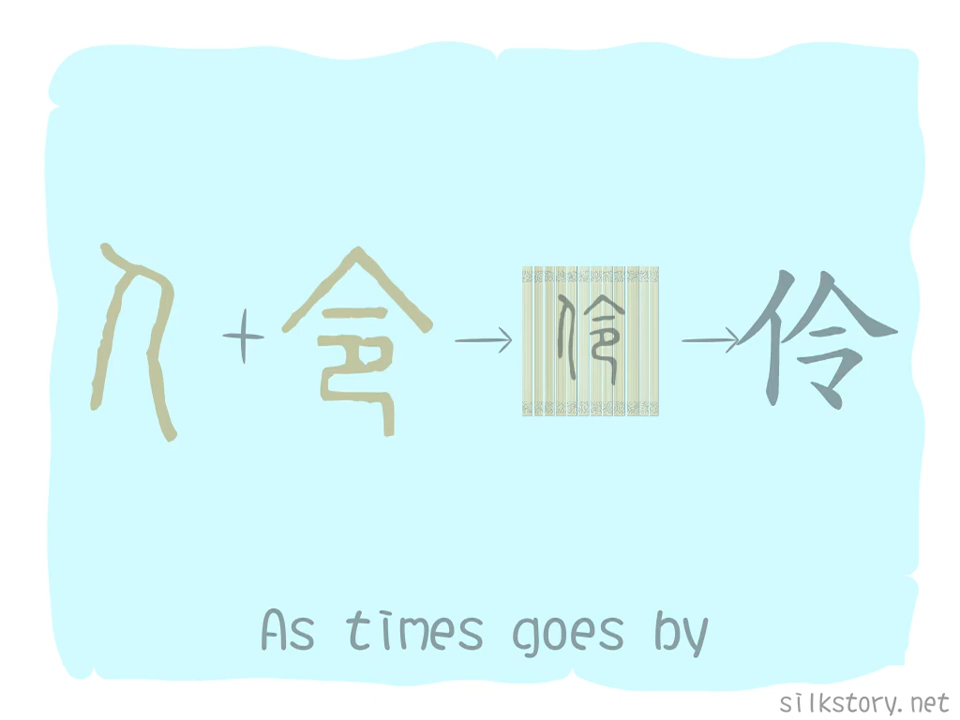 亻 + 令 → 伶 → 伶
As times goes by
silkstory.net